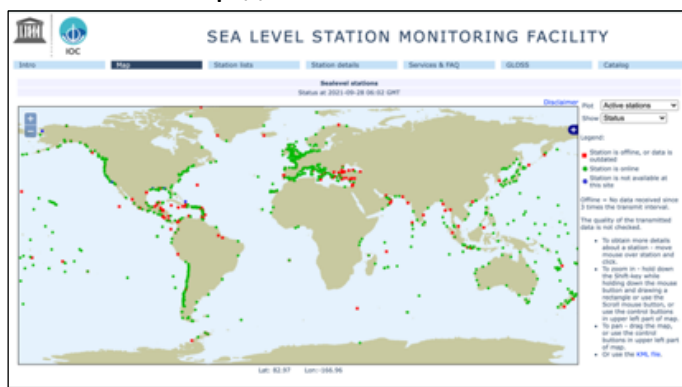 IOC
SEA LEVEL STATION MONITORING FACILITY
Intro
Map
Station lists
Station details
Services & FAQ
GLOSS
Catalog
Sealevel stations
Status at 2021-09-28 06:02 GMT
Disclaimer
Plot Active stations
Show Status
Legend:
Station is offline, or data is
outdated
Station is online
Station is not available at
this site
Offline = No data received since
3 times the transmit interval.
The quality of the transmitted
data is not checked.
• To obtain more details
about a station - move
mouse over station and
click.
• To zoom in - hold down
the Shift-key while
holding down the mouse
button and drawing a
rectangle or use the
Scroll mouse button, or
use the control buttons
in upper left part of map.
• To pan - drag the map,
or use the control
buttons in upper left part
of map.
• Or use the KML file.
Lat: 82.97 Lon:-166.96